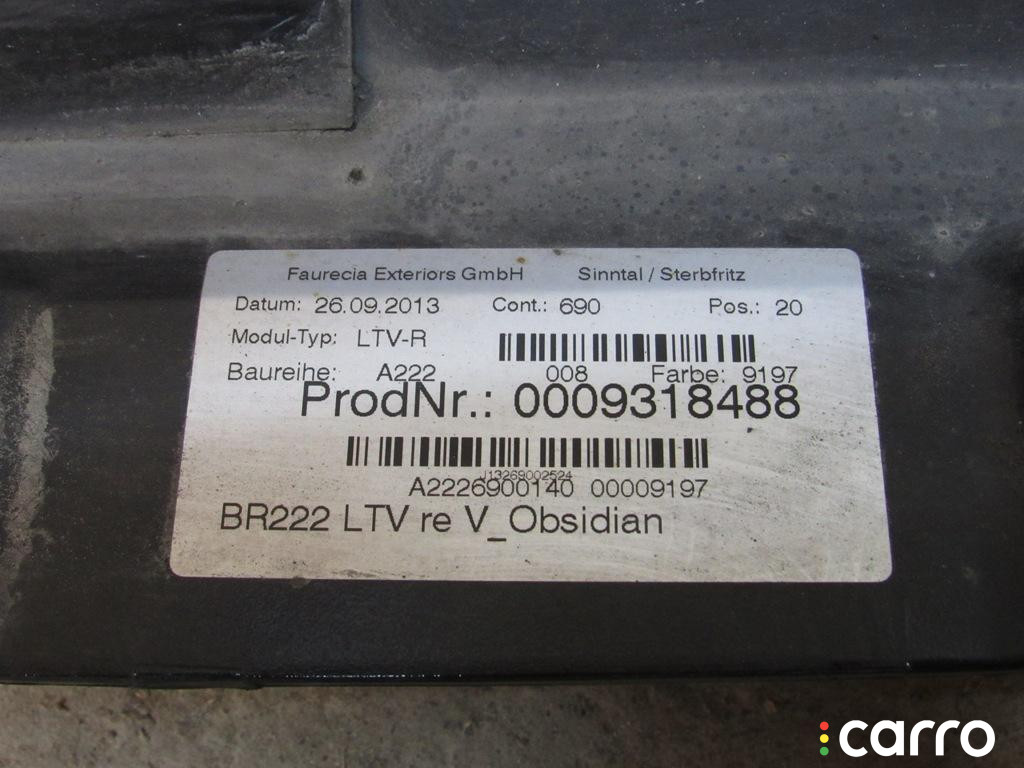 Faurecia Exteriors GmbH Sinntal / Sterbfritz
Datum: 26.09.2013 Cont.: 690 Pos.: 20
Modul-Typ: LTV-R
Baureihe: A222 008 Farbe: 9197
ProdNr.: 0009318488
J13269002524
A2226900140 00009197
BR222 LTV re V_Obsidian
carro